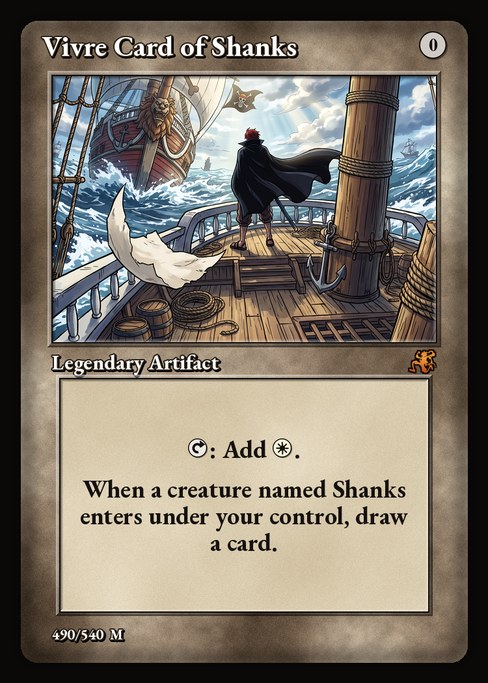 Vivre Card of Shanks
0
Legendary Artifact
: Add .
When a creature named Shanks
enters under your control, draw
a card.
490/540 M